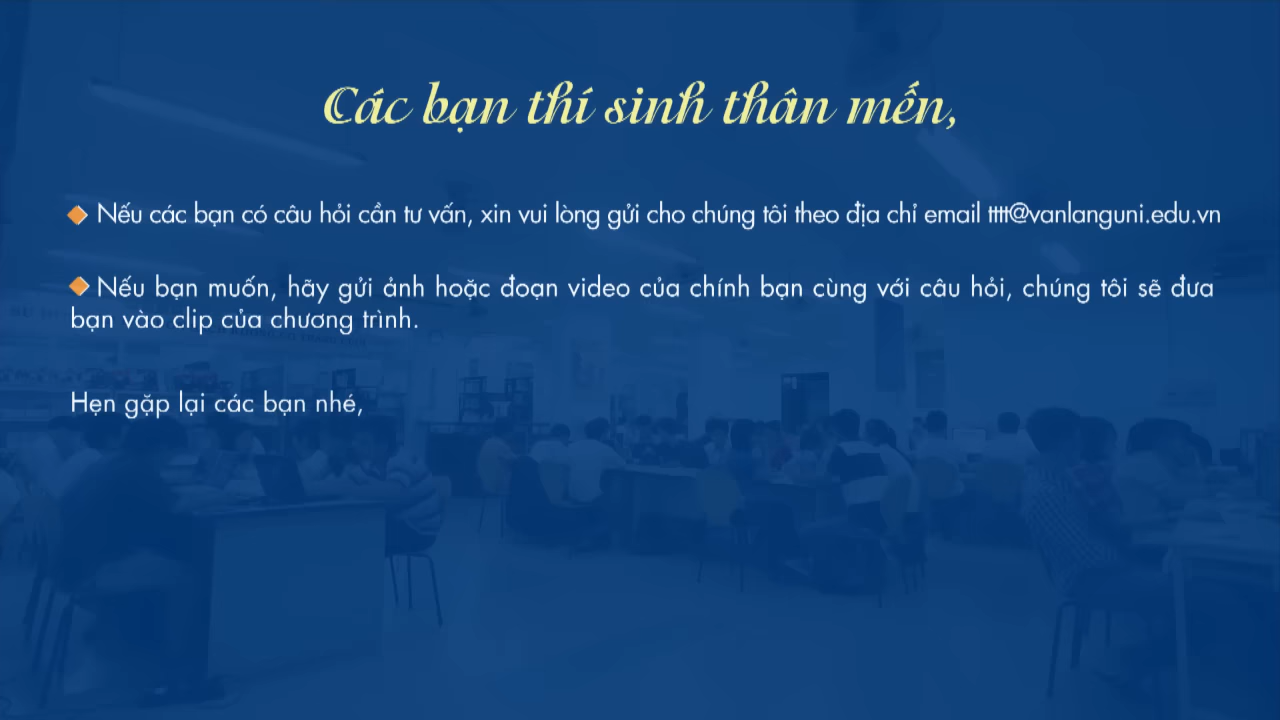 Các bạn thí sinh thân mến,
Nếu các bạn có câu hỏi cần tư vấn, xin vui lòng gửi cho chúng tôi theo địa chỉ email tttt@vanlanguni.edu.vn
Nếu bạn muốn, hãy gửi ảnh hoặc đoạn video của chính bạn cùng với câu hỏi, chúng tôi sẽ đưa
bạn vào clip của chương trình.
Hẹn gặp lại các bạn nhé,